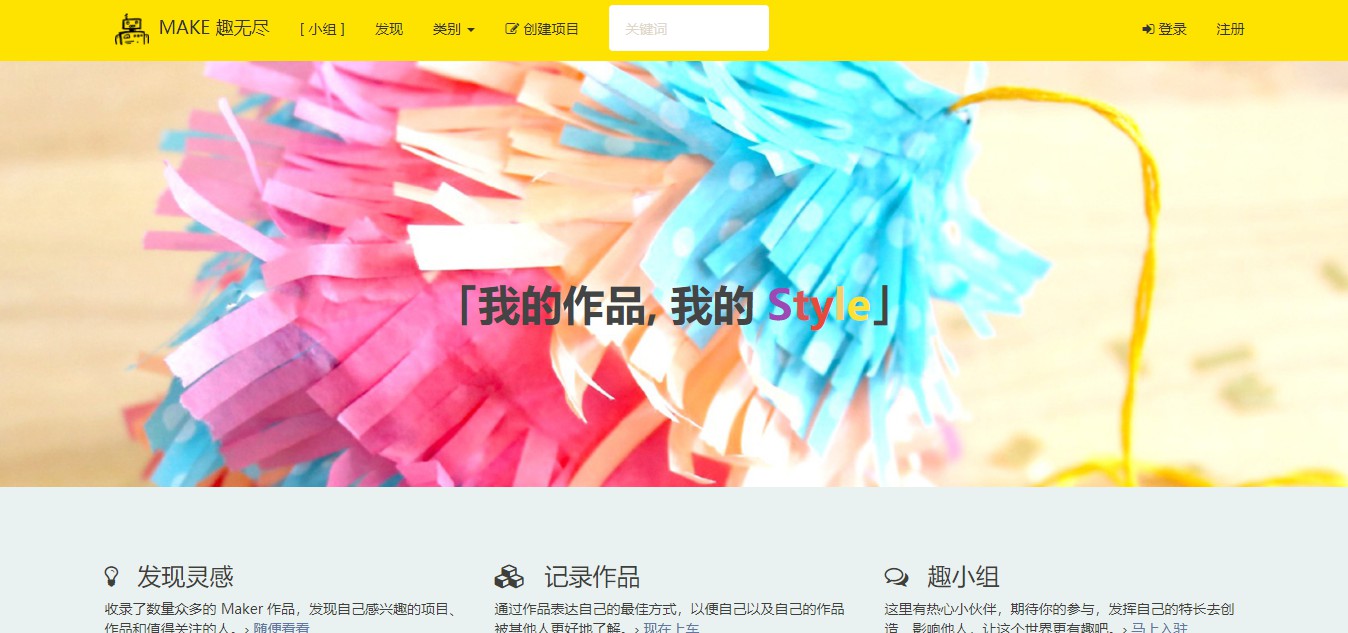 MAKE 趣无尽 [ 小组 ] 发现 类别 创建项目 关键词 登录 注册
「我的作品, 我的 Style」
发现灵感
收录了数量众多的 Maker 作品，发现自己感兴趣的项目、
作品和值得关注的人。› 随便看看
记录作品
通过作品表达自己的最佳方式，以便自己以及自己的作品
被其他人更好地了解。› 现在上车
趣小组
这里有热心小伙伴，期待你的参与，发挥自己的特长去创
造、影响他人，让这个世界更有趣吧。› 马上入驻